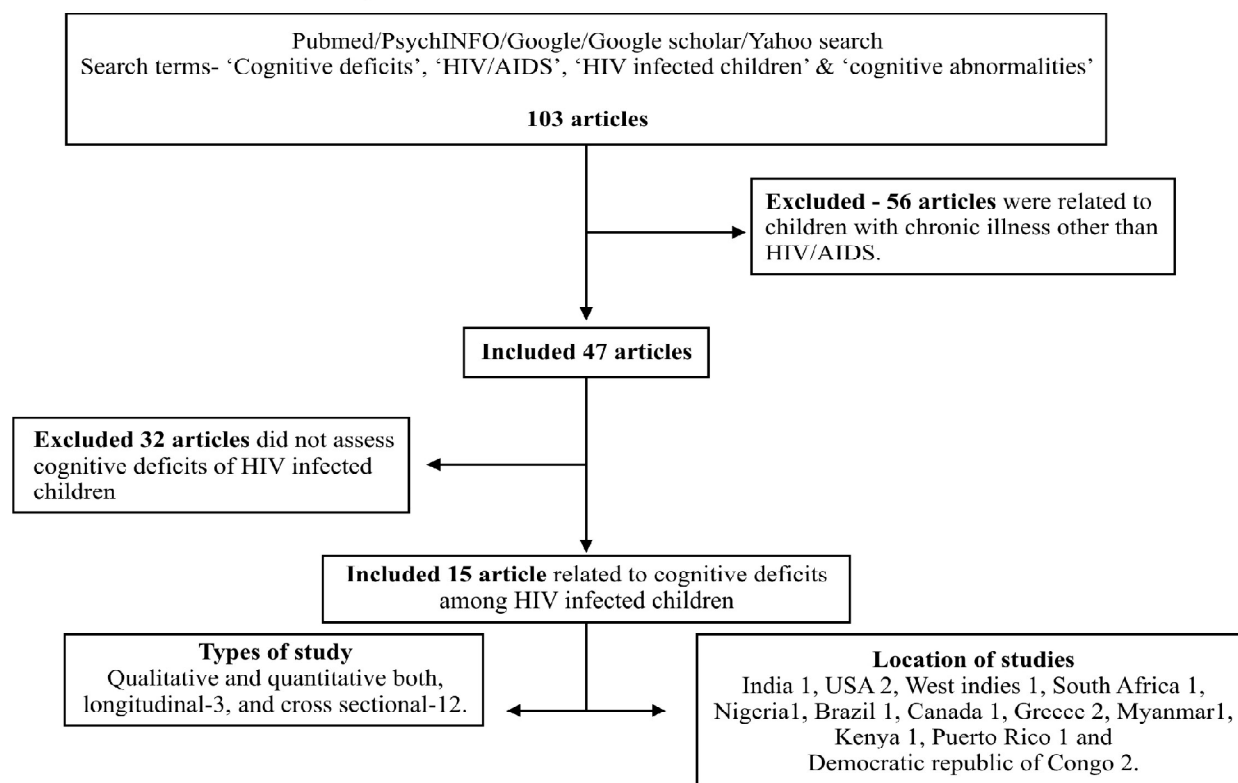 Pubmed/PsychINFO/Google/Google scholar/Yahoo search
Search terms- ‘Cognitive deficits’, ‘HIV/AIDS’, ‘HIV infected children’ & ‘cognitive abnormalities’
103 articles
Excluded - 56 articles were related to
children with chronic illness other than
HIV/AIDS.
Included 47 articles
Excluded 32 articles did not assess
cognitive deficits of HIV infected
children
Included 15 article related to cognitive deficits
among HIV infected children
Types of study
Qualitative and quantitative both,
longitudinal-3, and cross sectional-12.
Location of studies
India 1, USA 2, West indies 1, South Africa 1,
Nigeria1, Brazil 1, Canada 1, Greece 2, Myanmar1,
Kenya 1, Puerto Rico 1 and
Democratic republic of Congo 2.